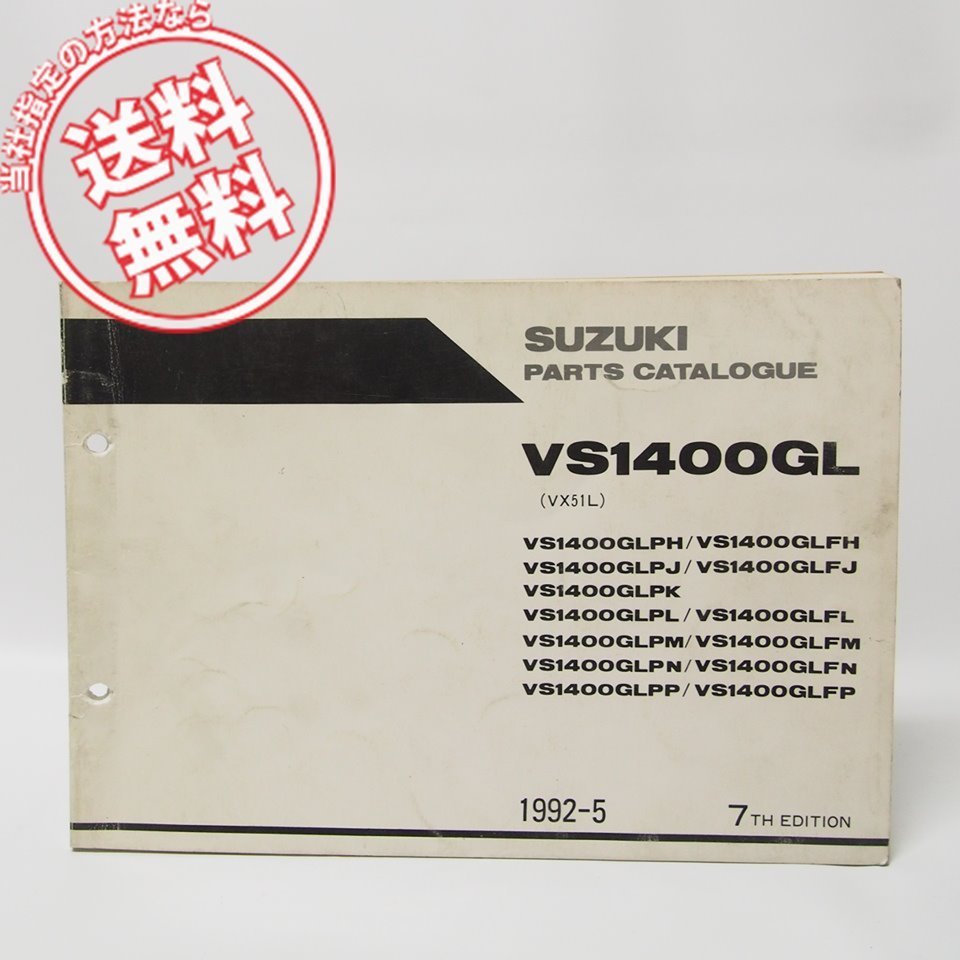 当社指定の方法なら
送料
無料
SUZUKI
PARTS CATALOGUE
VS1400GL
(VX51L)
VS1400GLPH/VS1400GLFH
VS1400GLPJ/VS1400GLFJ
VS1400GLPK
VS1400GLPL/VS1400GLFL
VS1400GLPM/VS1400GLFM
VS1400GLPN/VS1400GLFN
VS1400GLPP/VS1400GLFP
1992-5 7TH EDITION